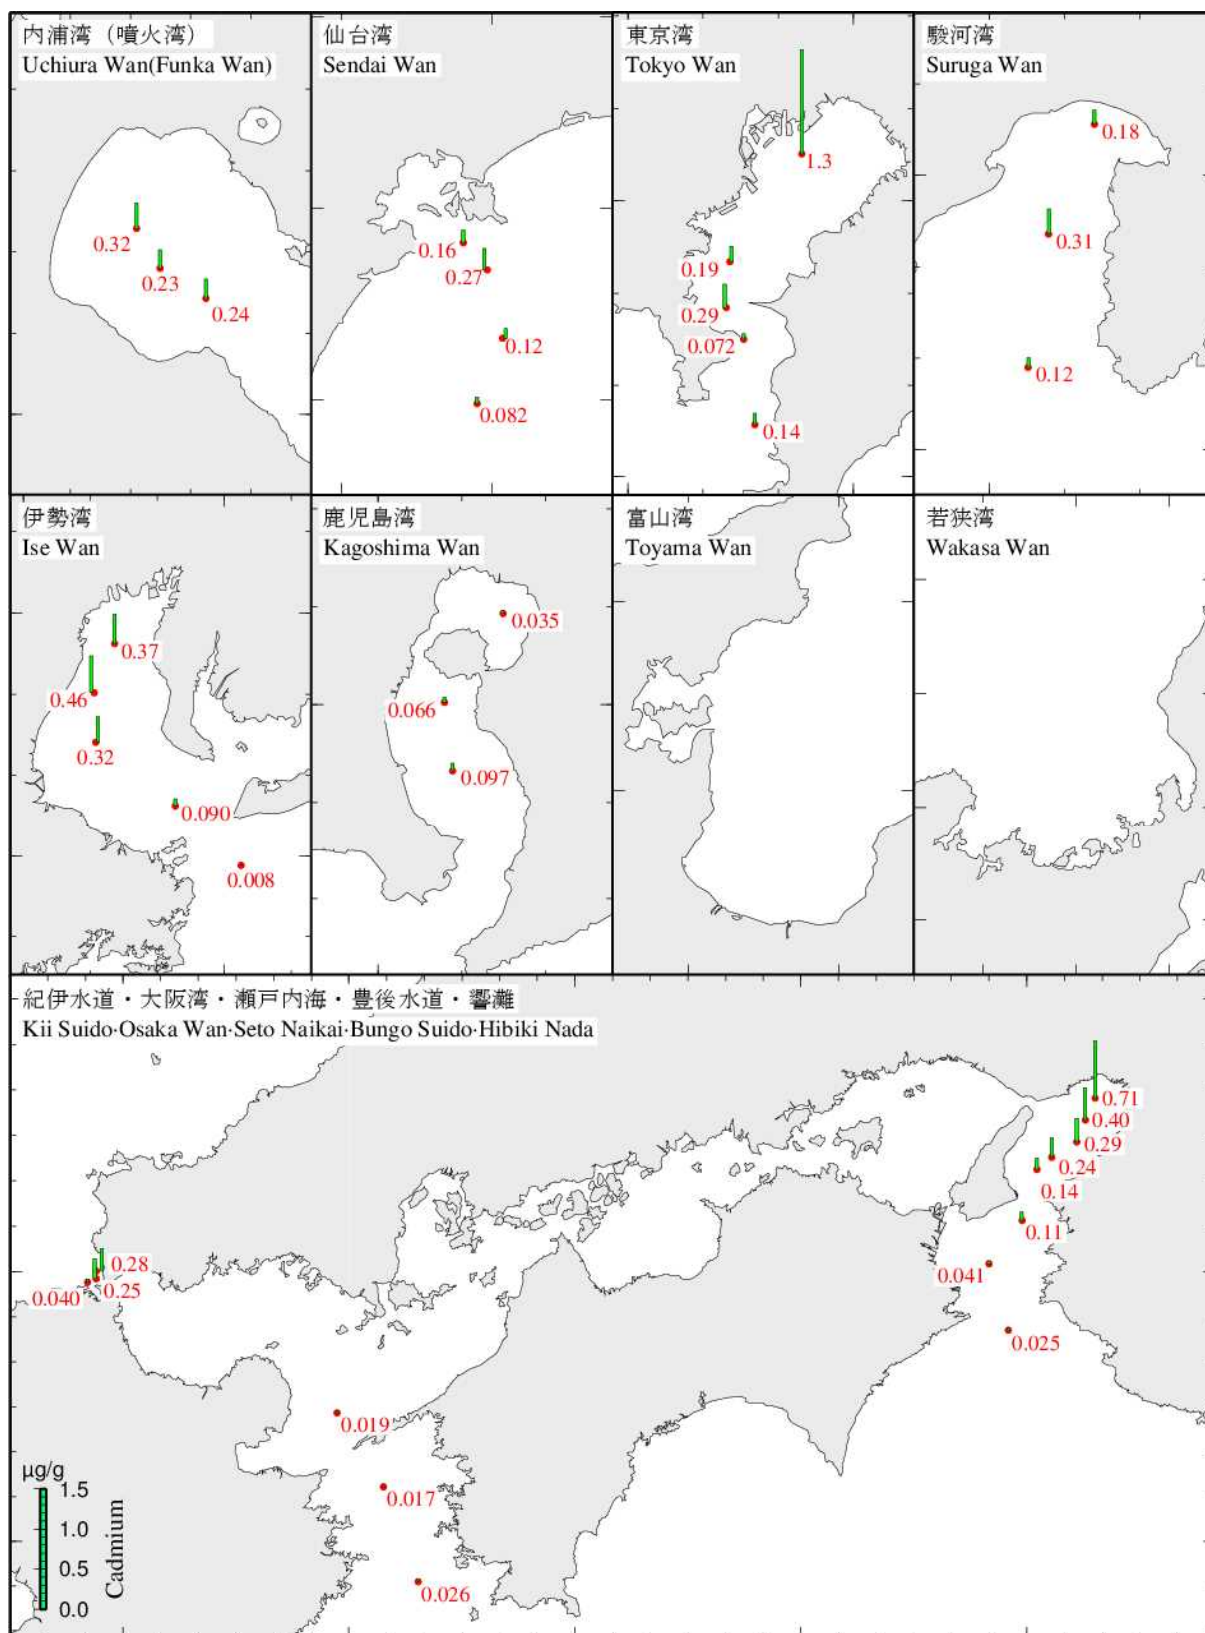 内浦湾（噴火湾）
Uchiura Wan(Funka Wan)
0.32
0.23
0.24
仙台湾
Sendai Wan
0.16
0.27
0.12
0.082
東京湾
Tokyo Wan
1.3
0.19
0.29
0.072
0.14
駿河湾
Suruga Wan
0.18
0.31
0.12
伊勢湾
Ise Wan
0.37
0.46
0.32
0.090
0.008
鹿児島湾
Kagoshima Wan
0.035
0.066
0.097
富山湾
Toyama Wan
若狭湾
Wakasa Wan
紀伊水道・大阪湾・瀬戸内海・豊後水道・響灘
Kii Suido·Osaka Wan·Seto Naikai·Bungo Suido·Hibiki Nada
0.71
0.40
0.29
0.24
0.14
0.11
0.041
0.025
0.28
0.25
0.040
0.019
0.017
0.026
µg/g
1.5
1.0
0.5
0.0
Cadmium